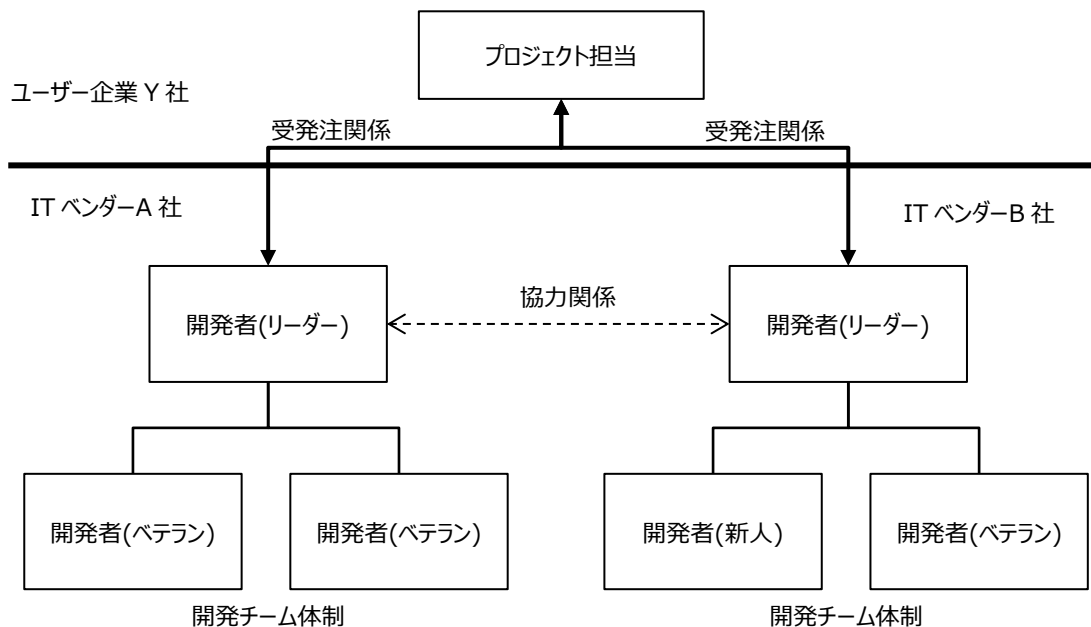 プロジェクト担当
ユーザー企業 Y 社
受発注関係
受発注関係
IT ベンダーA 社
IT ベンダーB 社
開発者(リーダー)
協力関係
開発者(リーダー)
開発者(ベテラン)
開発者(ベテラン)
開発者(新人)
開発者(ベテラン)
開発チーム体制
開発チーム体制